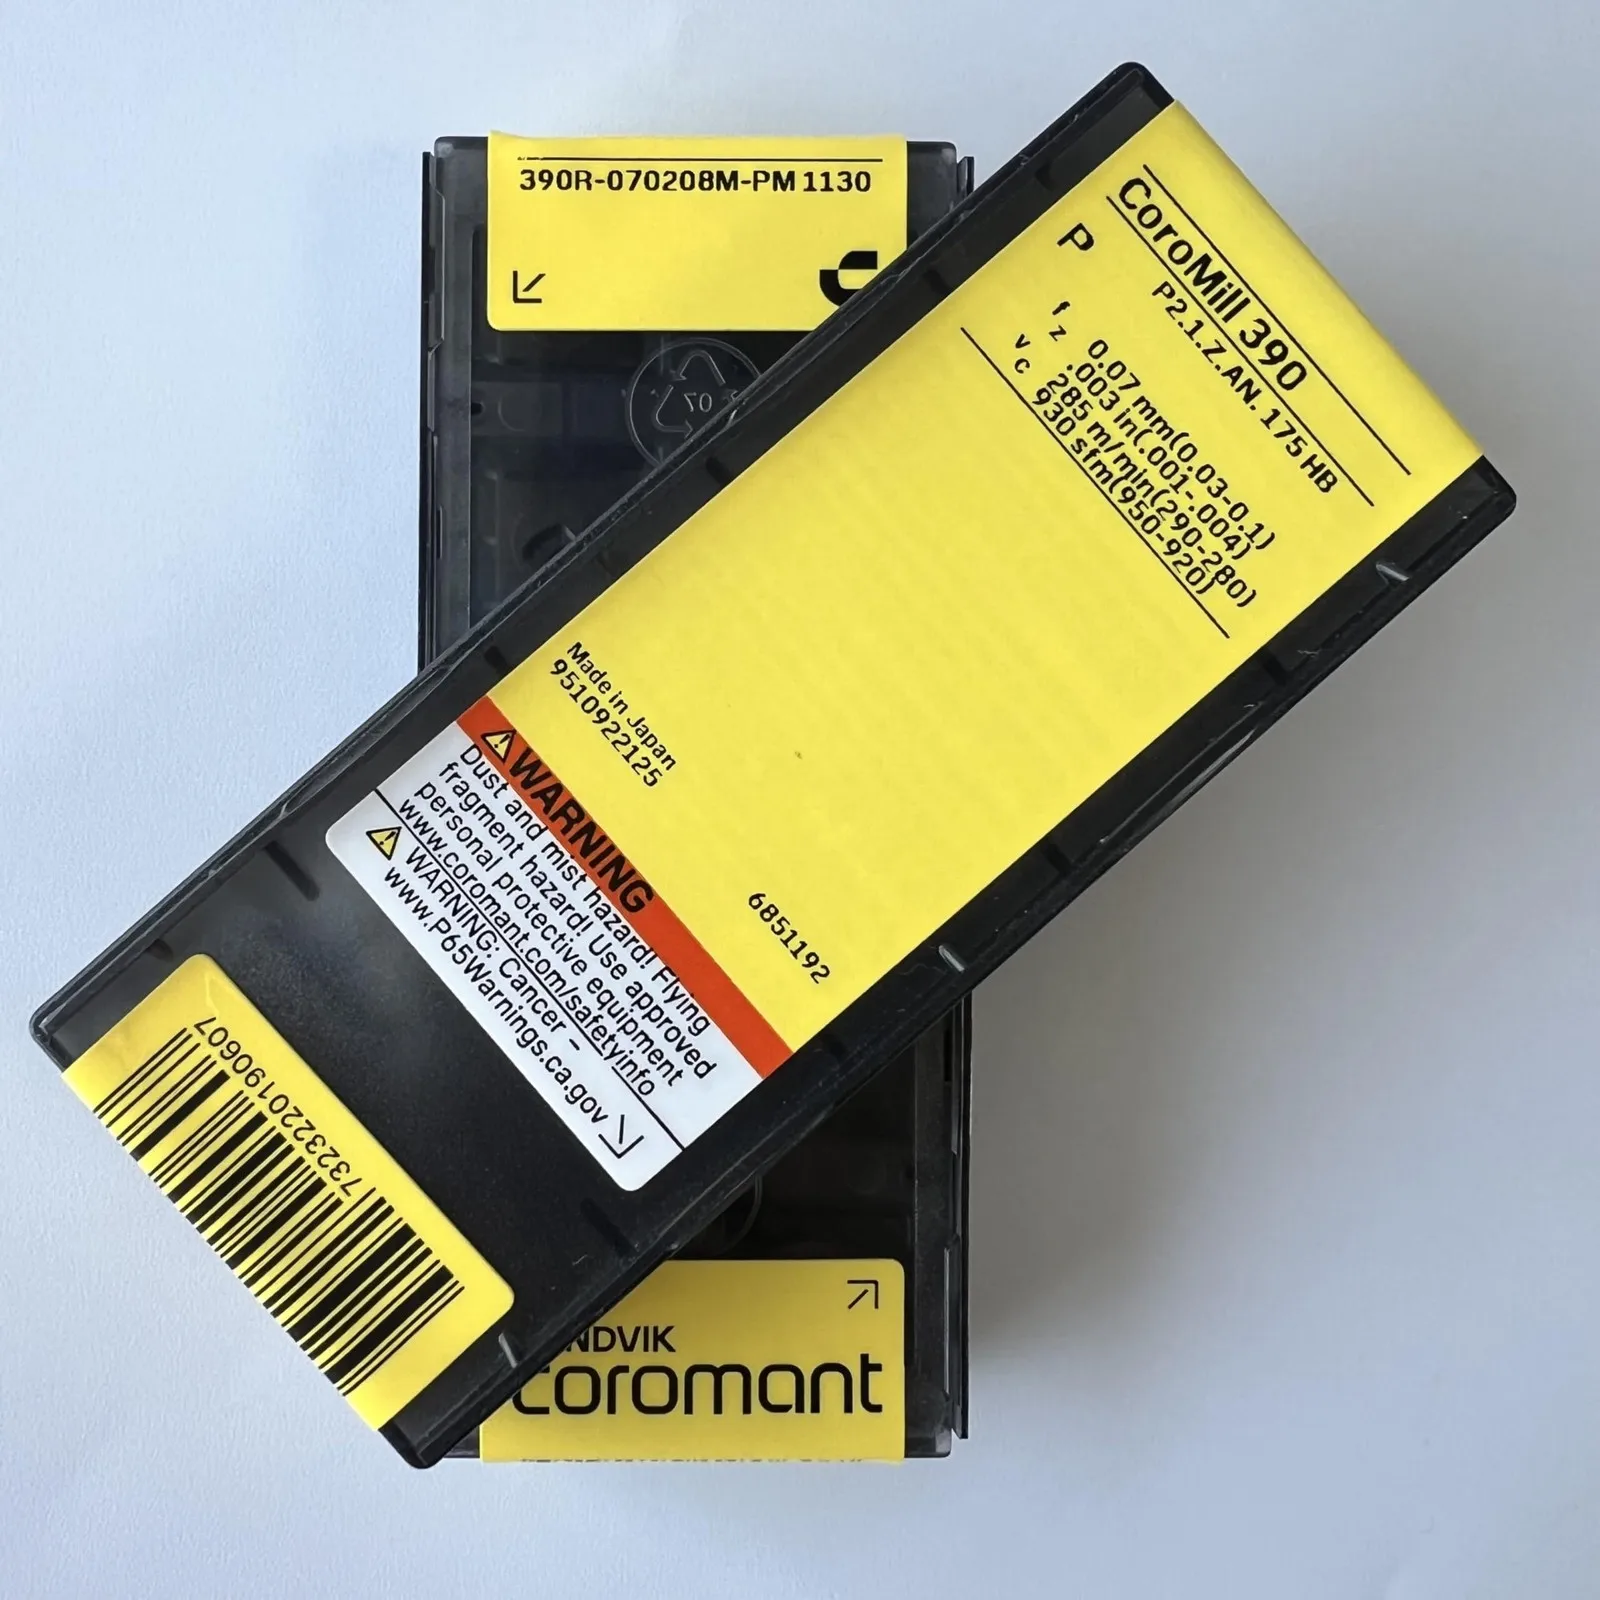 390R-070208M-PM 1130
CoroMill 390
P
P2.1.Z.AN. 175 HB
f z 0.07 mm(0.03-0.1)
.003 in(.001-.004)
v c 285 m/min(290-280)
930 sfm(950-920)
Made in Japan
9510922125
6851192
WARNING
Dust and mist hazard! Flying
fragment hazard! Use approved
personal protective equipment
www.coromant.com/safetyinfo
WARNING: Cancer -
www.P65Warnings.ca.gov
7323220190607
07
NDVIK
coromant